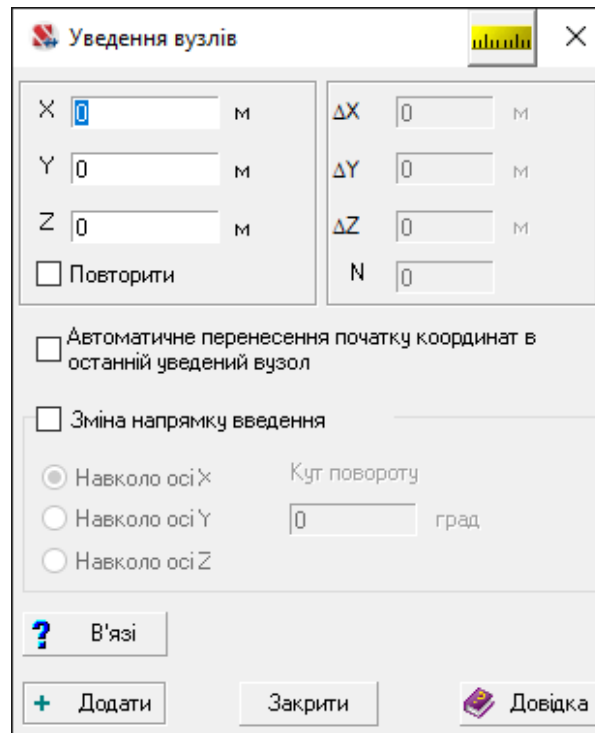 Уведення вузлів
X 0 м ΔX 0 м
Y 0 м ΔY 0 м
Z 0 м ΔZ 0 м
Повторити N 0
Автоматичне перенесення початку координат в
останній уведений вузол
Зміна напрямку введення
Навколо осі X Кут повороту
Навколо осі Y 0 град
Навколо осі Z
? В'язі
+ Додати Закрити Довідка